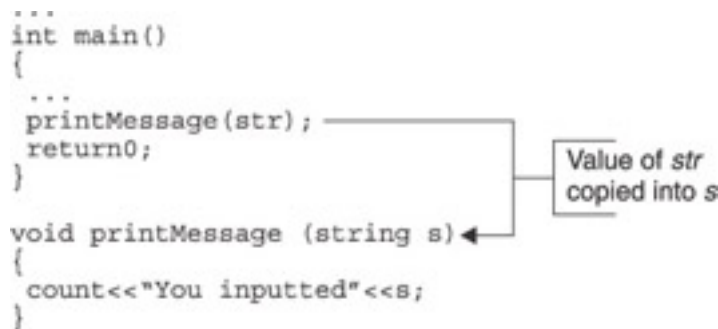 ...
int main()
{
...
printMessage(str);
return0;
}
Value of str
copied into s
void printMessage (string s)
{
count<<"You inputted"<<s;
}